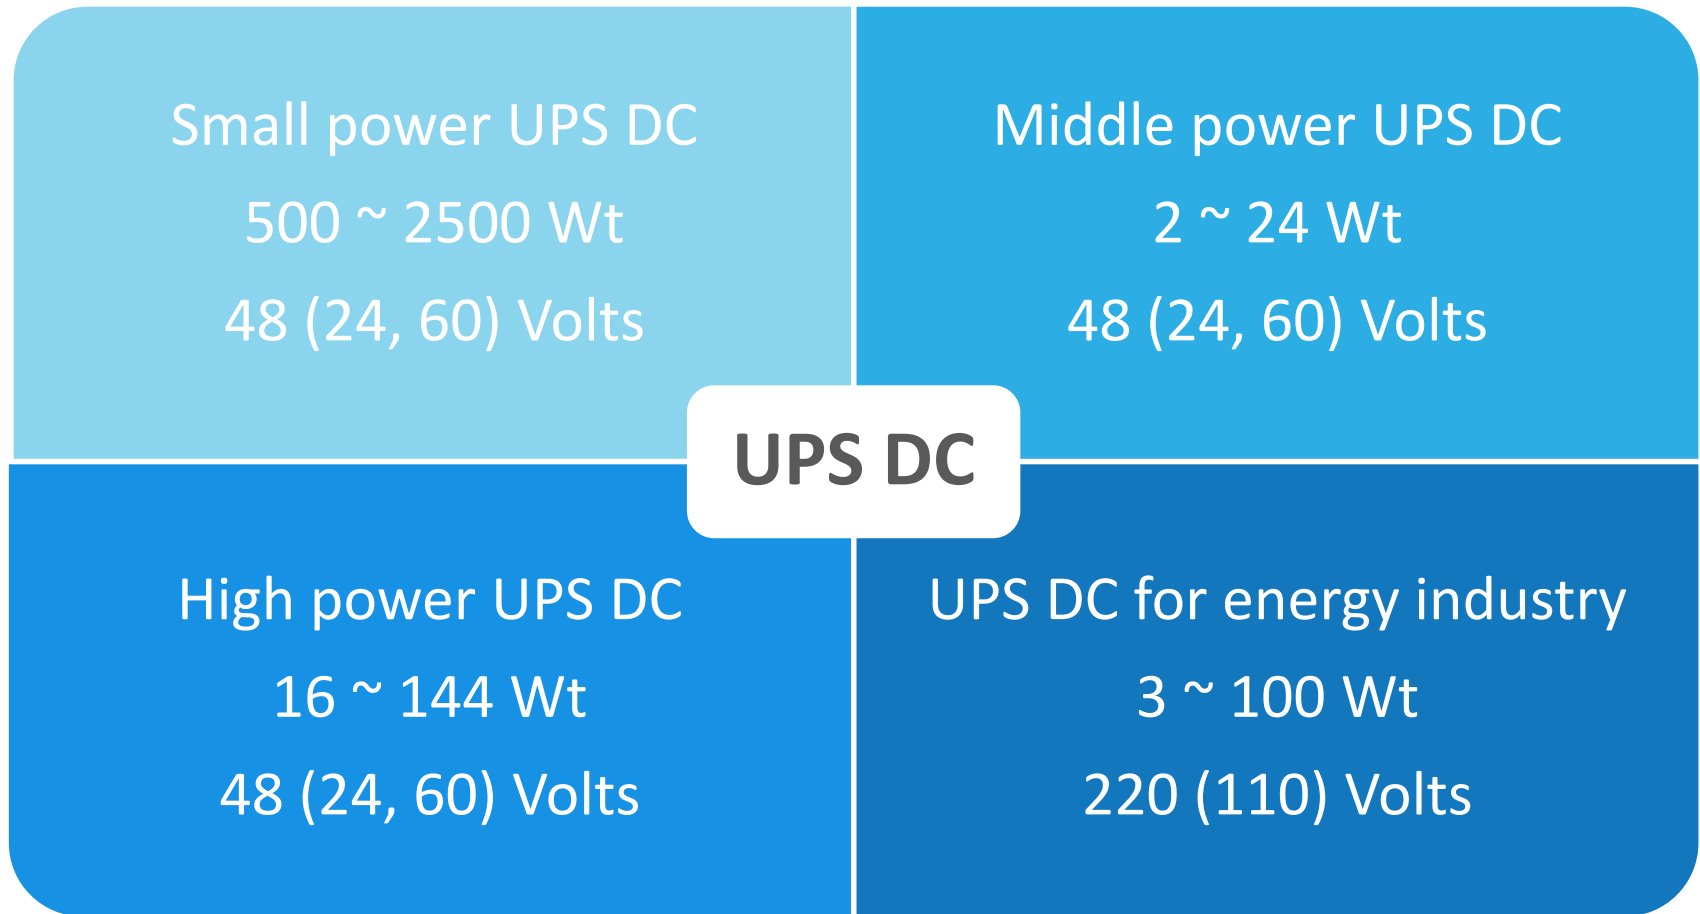 Small power UPS DC
500 ~ 2500 Wt
48 (24, 60) Volts
Middle power UPS DC
2 ~ 24 Wt
48 (24, 60) Volts
UPS DC
High power UPS DC
16 ~ 144 Wt
48 (24, 60) Volts
UPS DC for energy industry
3 ~ 100 Wt
220 (110) Volts